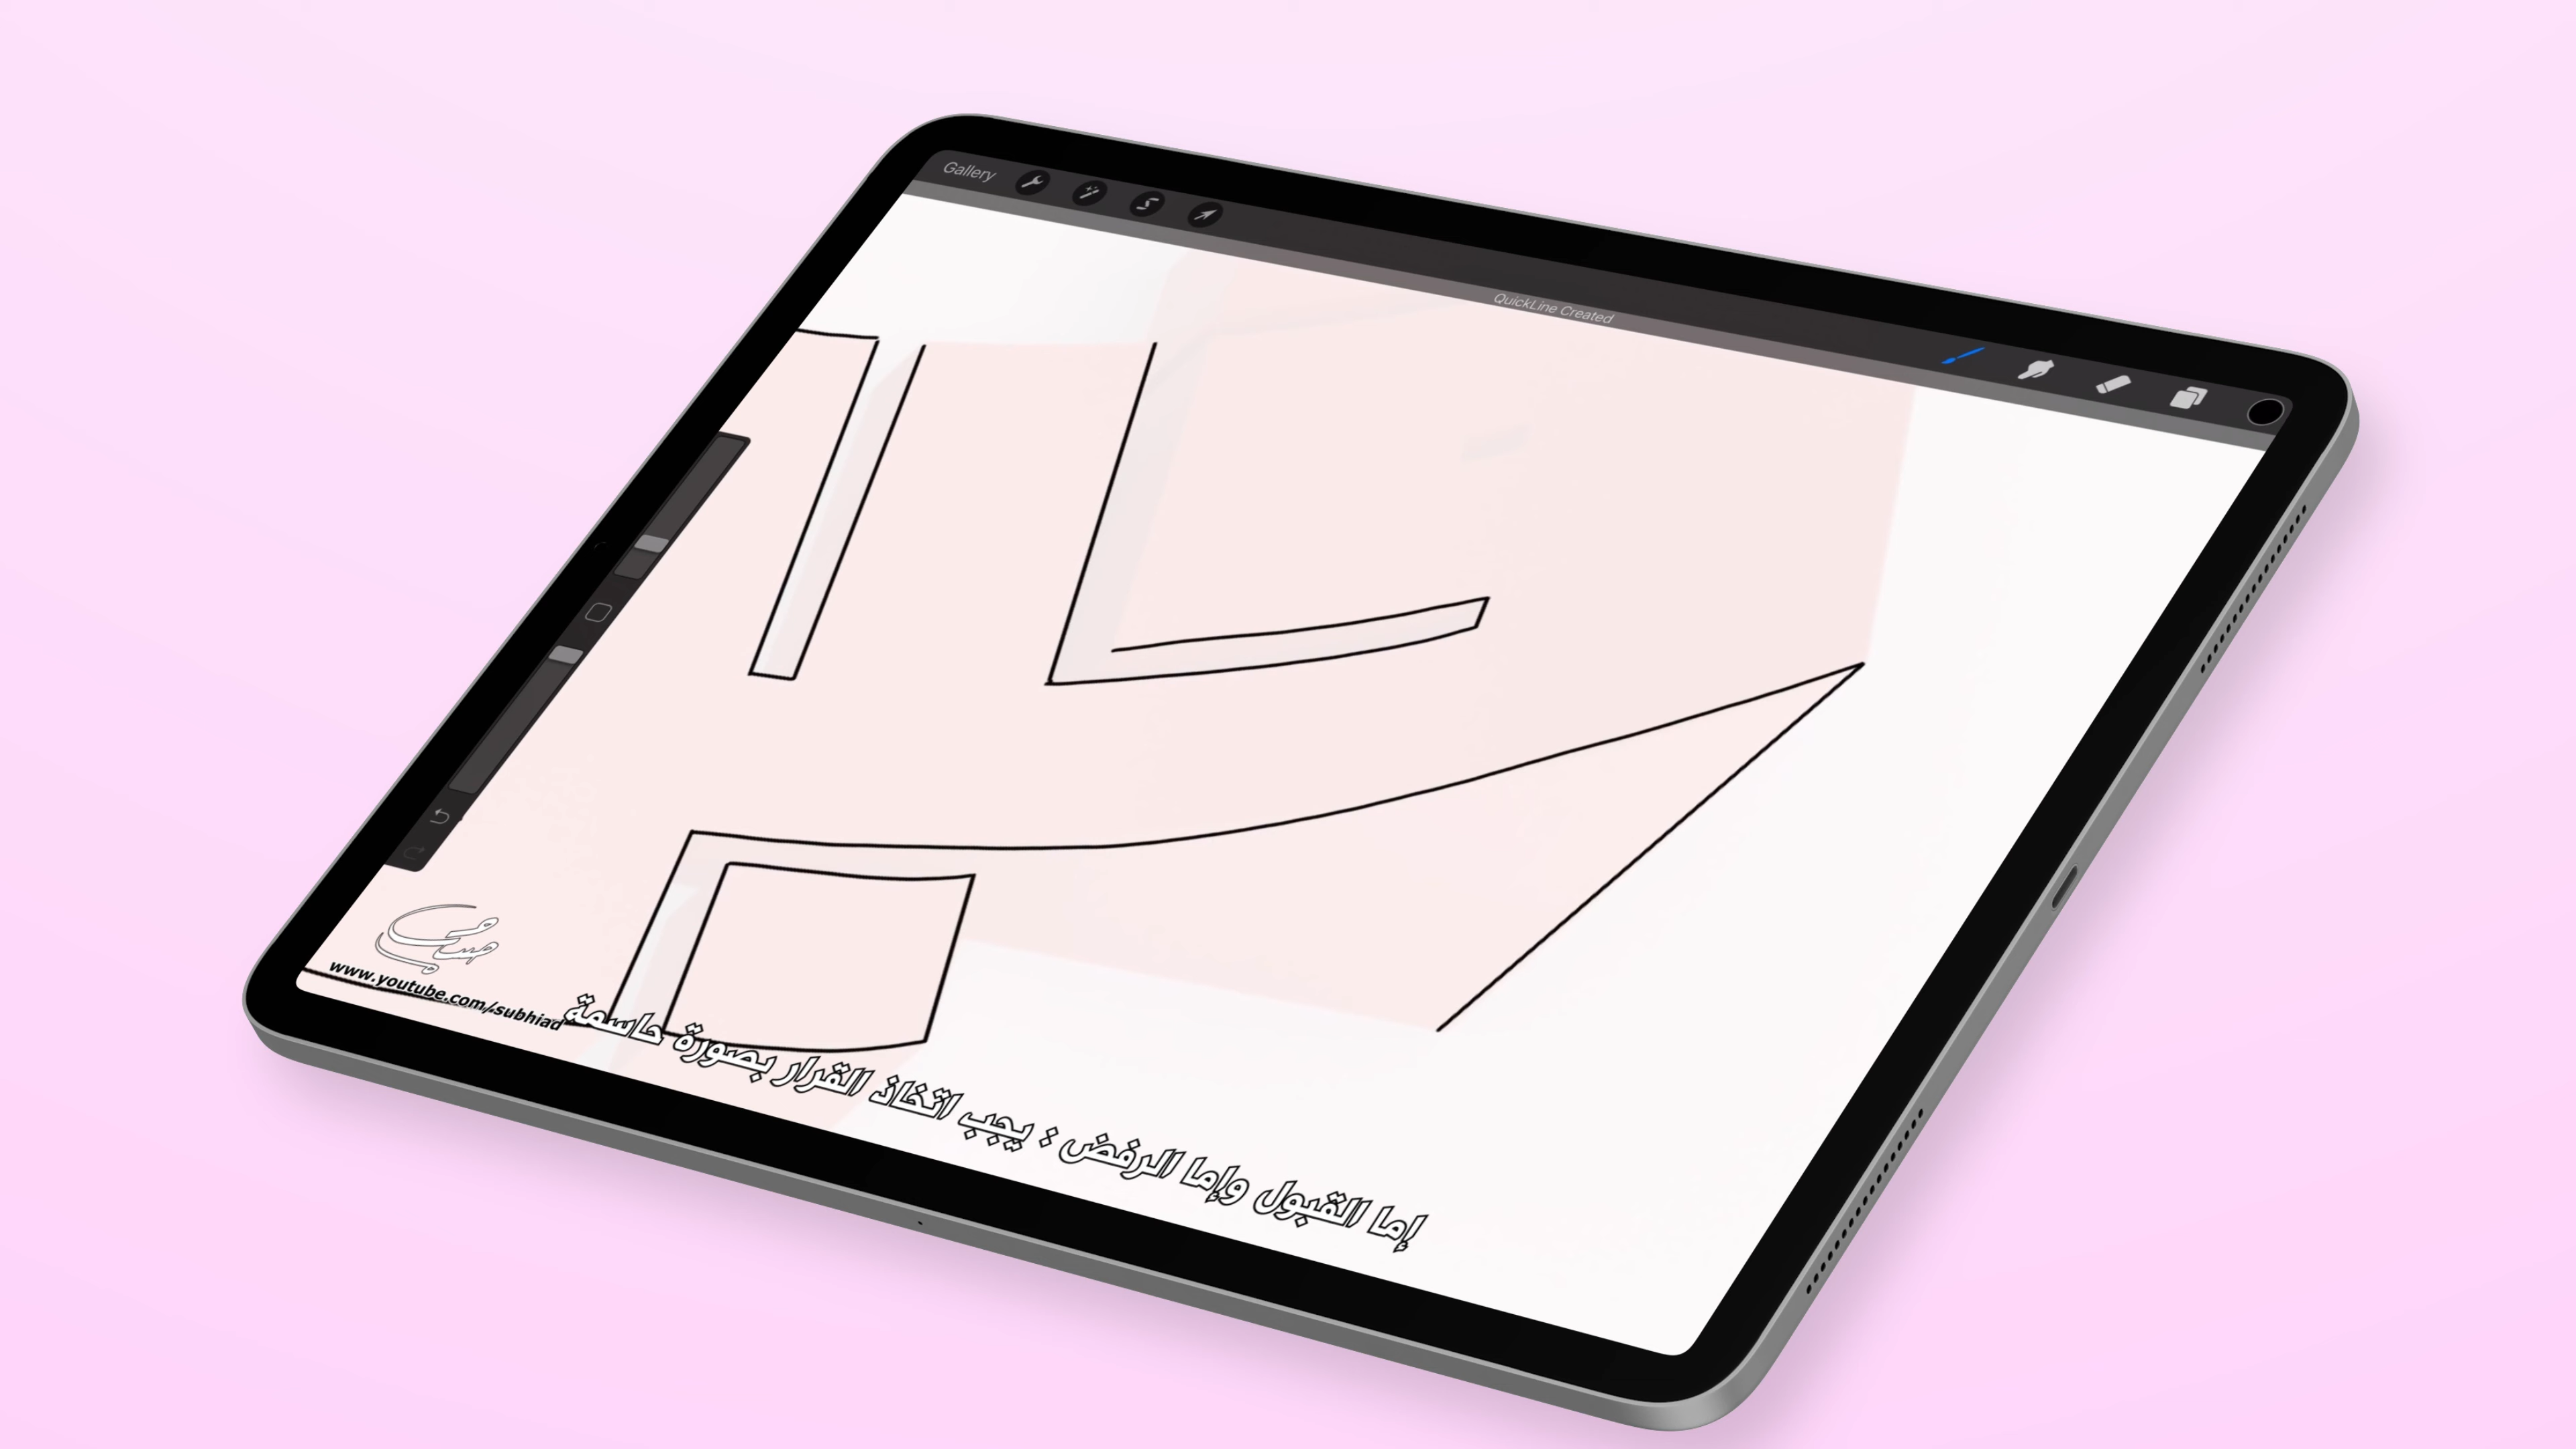 Gallery
QuickLine Created
www.youtube.com/subhiad
إما القبول وإما الرفض : يجب اتخاذ القرار بصورة حاسمة